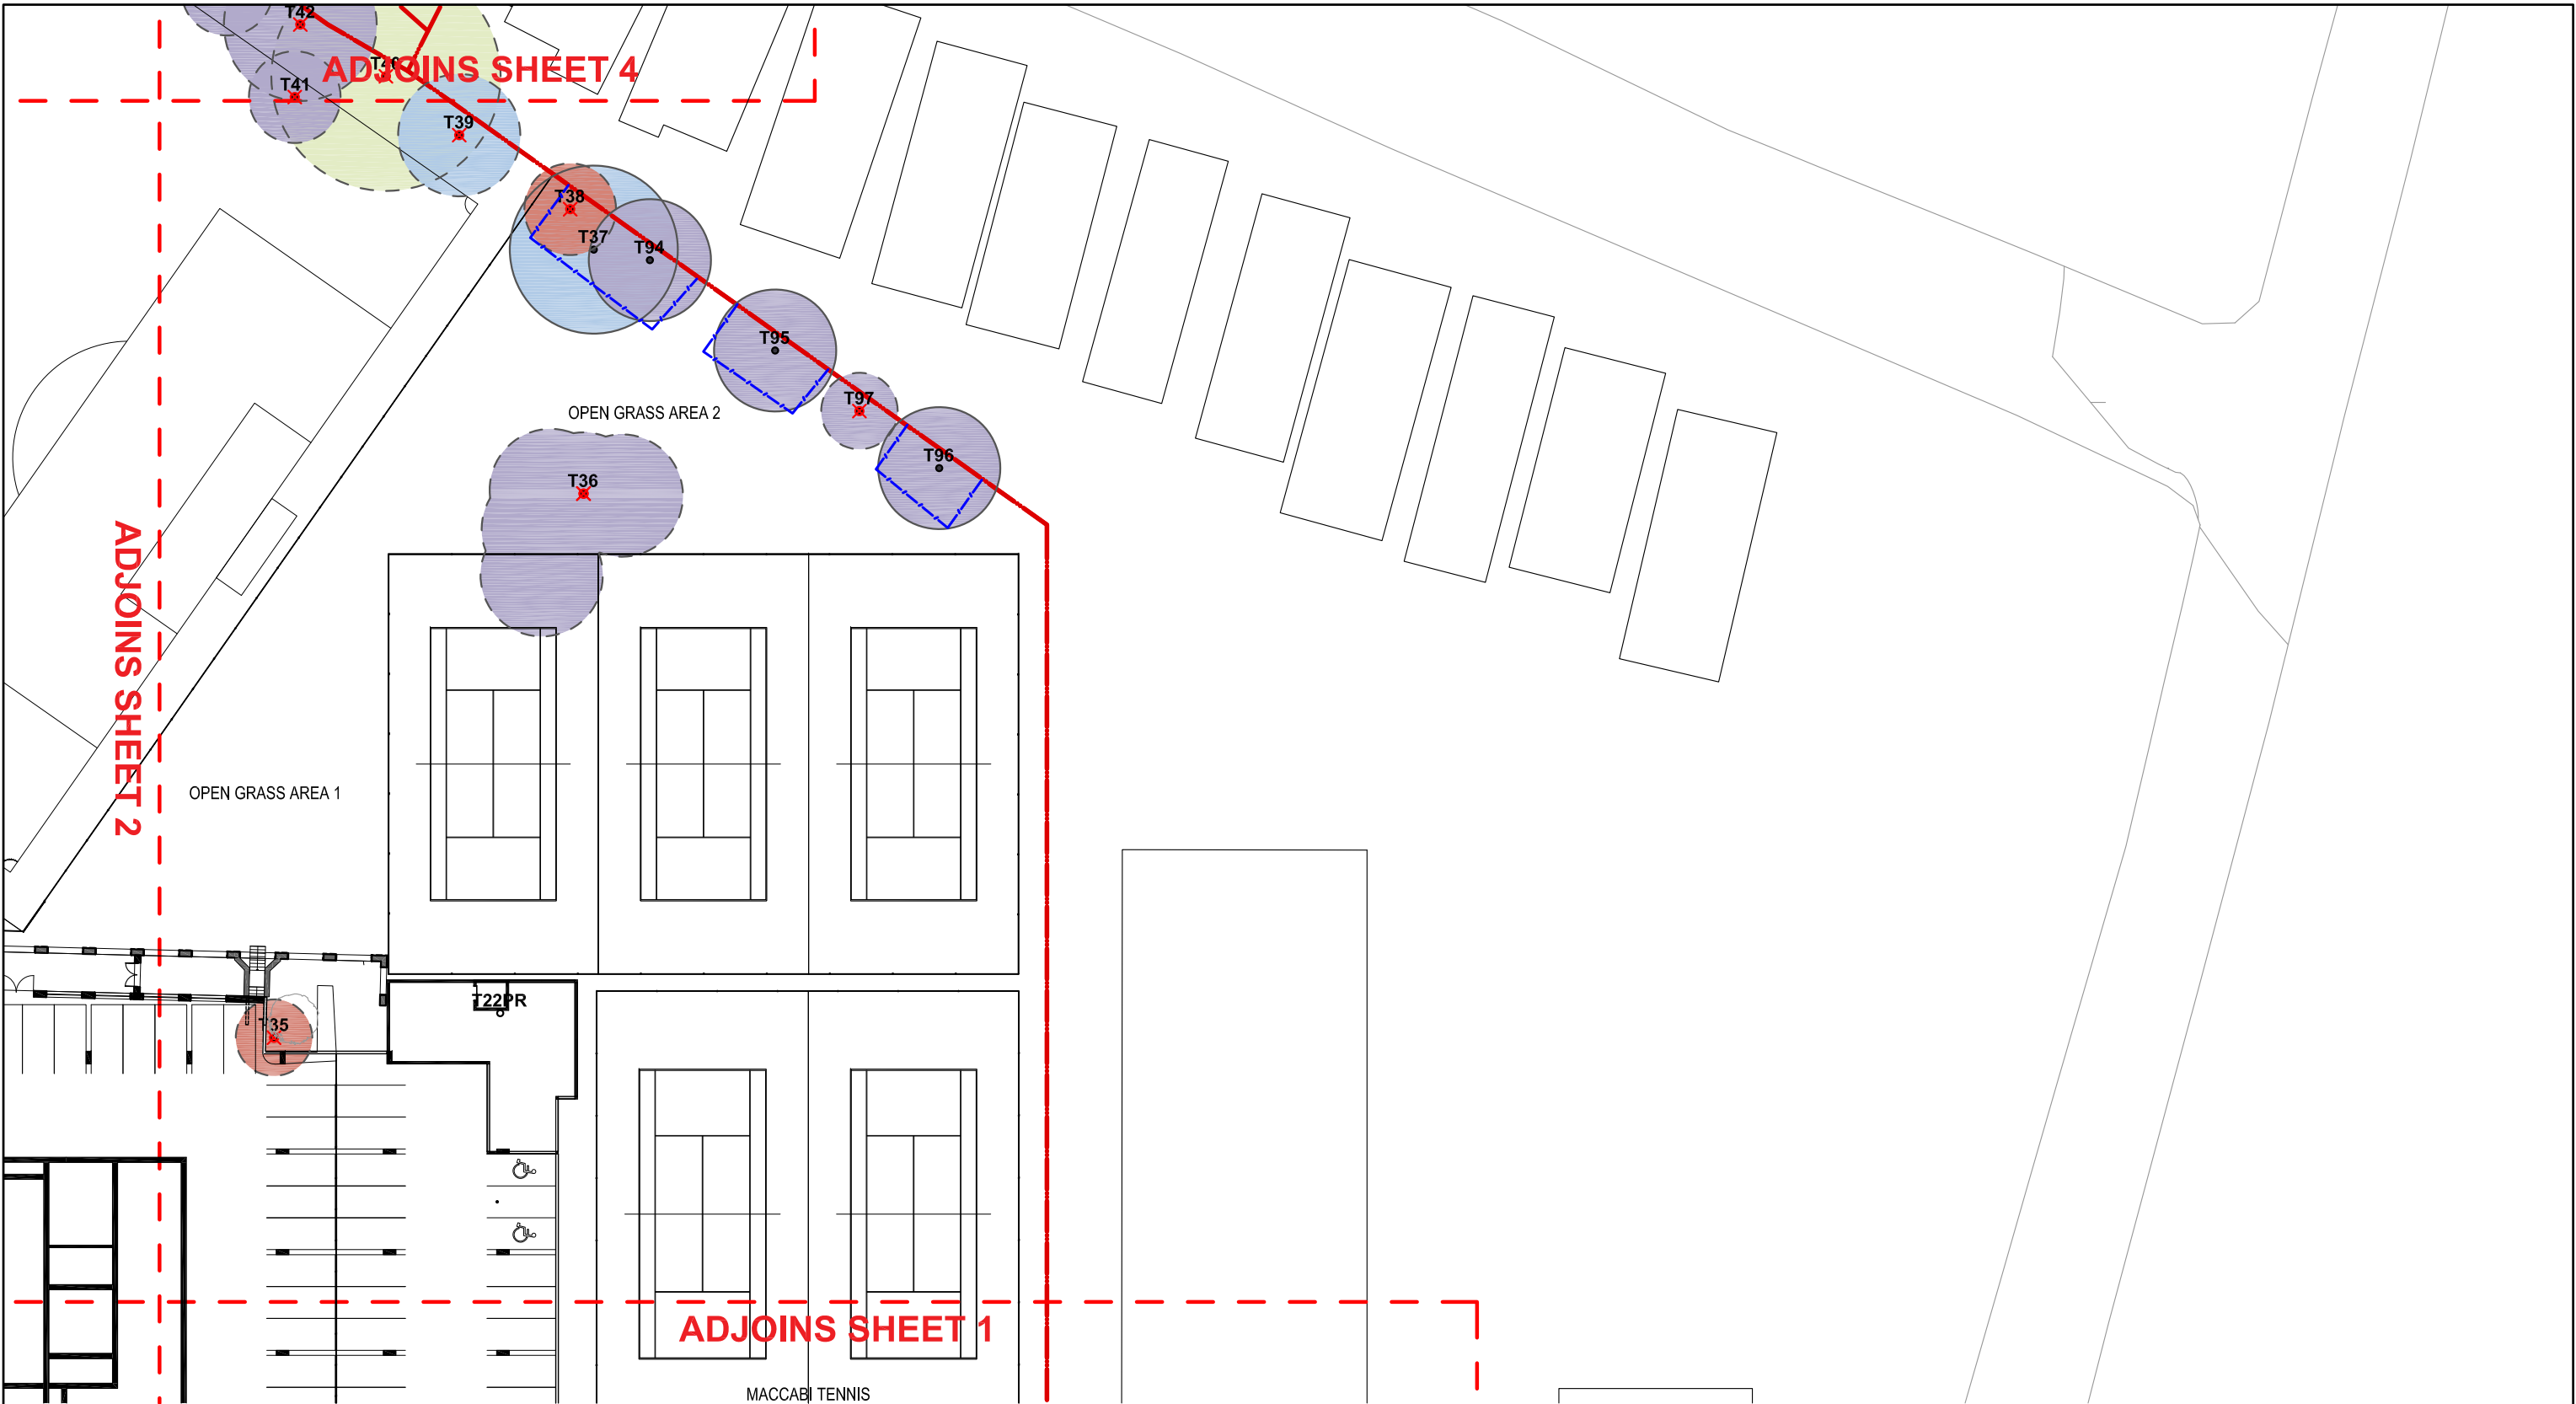 T42
ADJOINS SHEET 4
T40
T41
T39
T38
T37
T94
T95
T97
OPEN GRASS AREA 2
T96
T36
ADJOINS SHEET 2
OPEN GRASS AREA 1
T22PR
T35
ADJOINS SHEET 1
MACCABI TENNIS